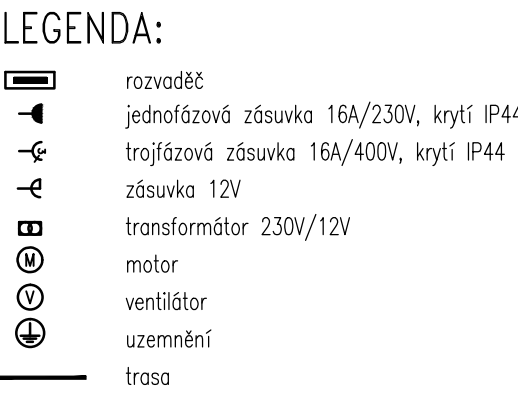 LEGENDA:
rozvaděč
jednofázová zásuvka 16A/230V, krytí IP44
trojfázová zásuvka 16A/400V, krytí IP44
zásuvka 12V
transformátor 230V/12V
M motor
V ventilátor
uzemnění
trasa